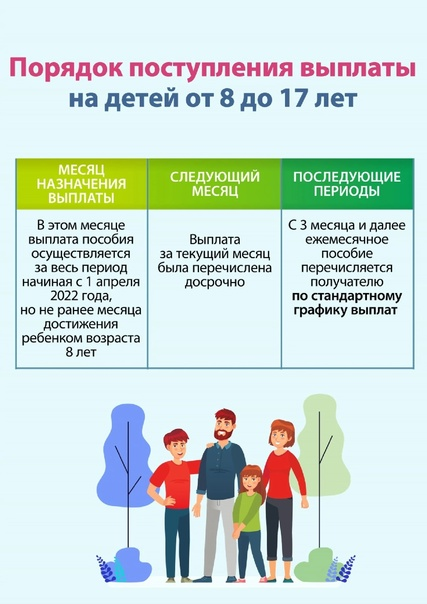 Порядок поступления выплаты
на детей от 8 до 17 лет
МЕСЯЦ
НАЗНАЧЕНИЯ
ВЫПЛАТЫ
В этом месяце
выплата пособия
осуществляется
за весь период
начиная с 1 апреля
2022 года,
но не ранее месяца
достижения
ребенком возраста
8 лет
СЛЕДУЮЩИЙ
МЕСЯЦ
Выплата
за текущий месяц
была перечислена
досрочно
ПОСЛЕДУЮЩИЕ
ПЕРИОДЫ
С 3 месяца и далее
ежемесячное
пособие
перечисляется
получателю
по стандартному
графику выплат